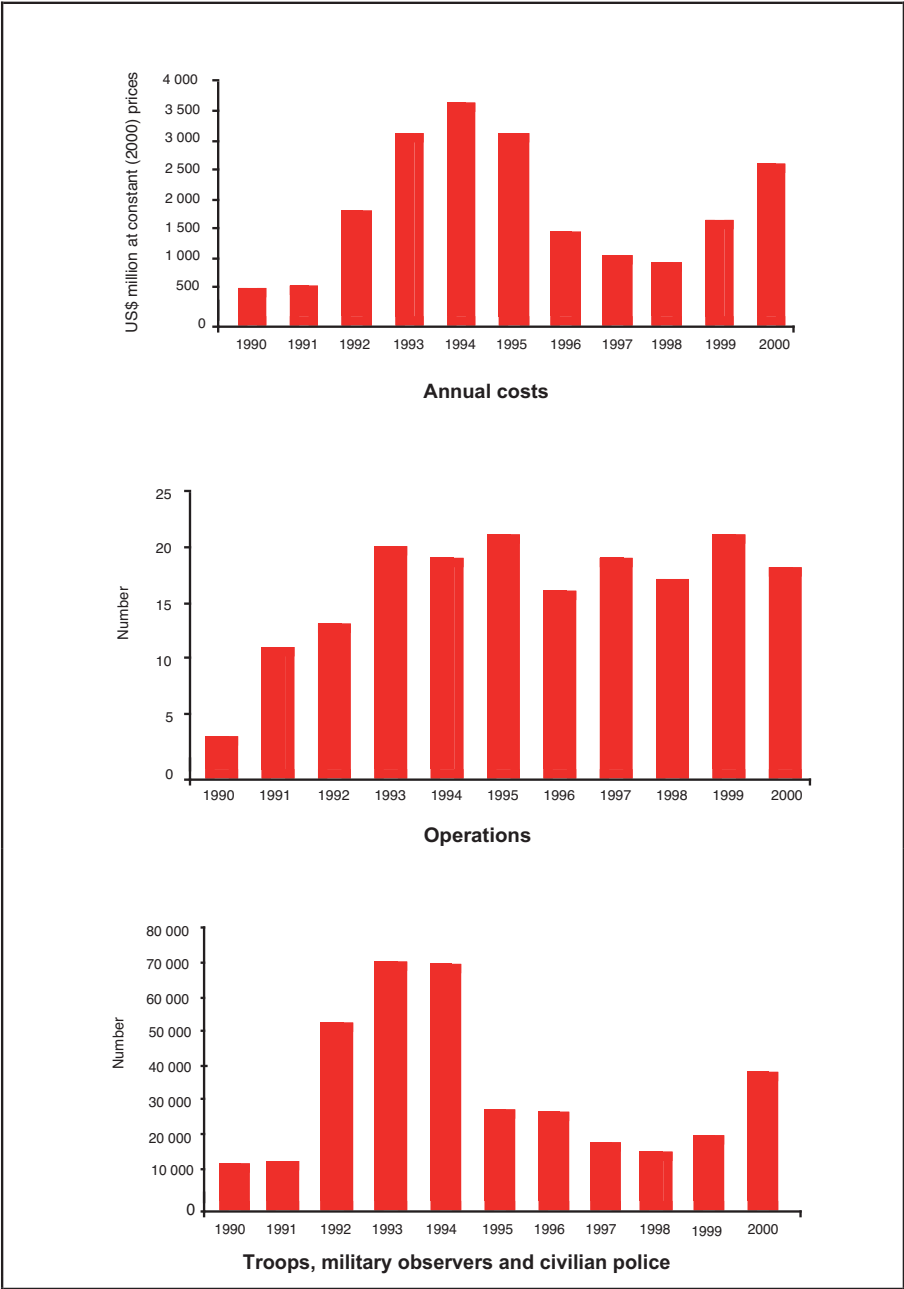 US$ million at constant (2000) prices
4 000
3 500
3 000
2 500
2 000
1 500
1 000
500
0
1990 1991 1992 1993 1994 1995 1996 1997 1998 1999 2000
Annual costs
Number
25
20
15
10
5
0
1990 1991 1992 1993 1994 1995 1996 1997 1998 1999 2000
Operations
Number
80 000
70 000
60 000
50 000
40 000
30 000
20 000
10 000
0
1990 1991 1992 1993 1994 1995 1996 1997 1998 1999 2000
Troops, military observers and civilian police